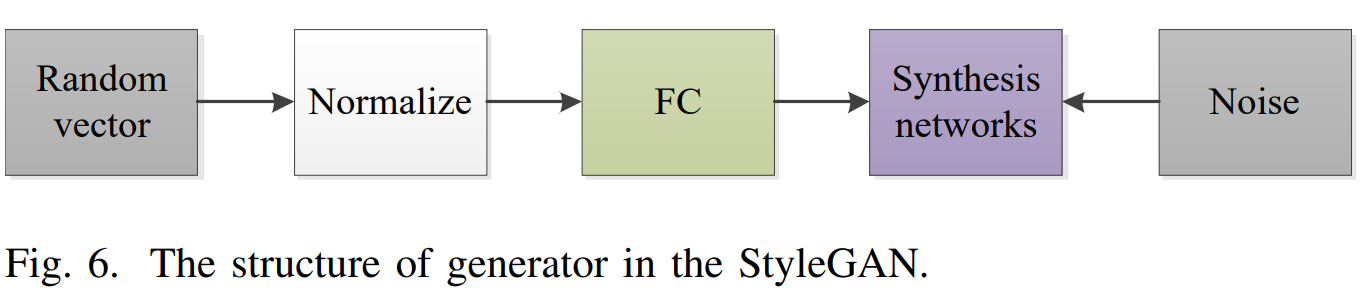 Random
vector
Normalize
FC
Synthesis
networks
Noise
Fig. 6. The structure of generator in the StyleGAN.